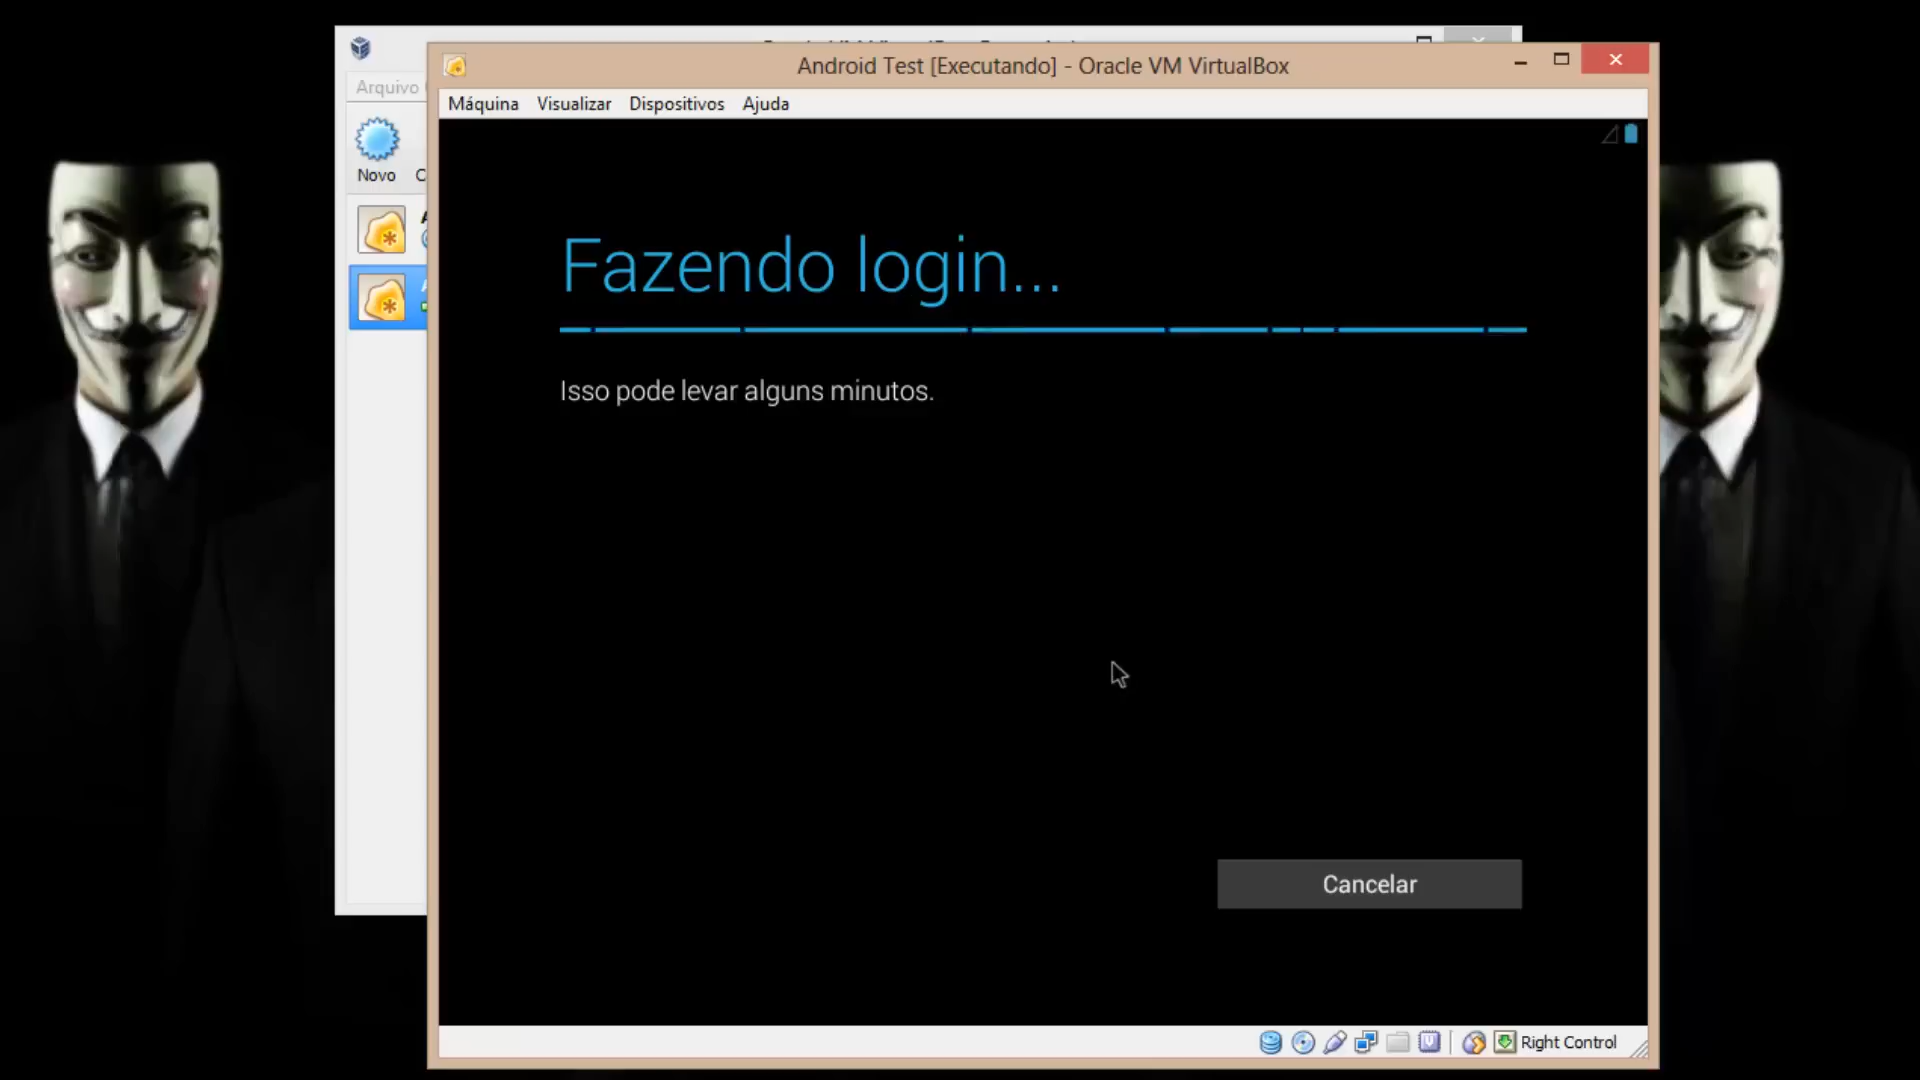 Android Test [Executando] - Oracle VM VirtualBox
Arquivo
Máquina Visualizar Dispositivos Ajuda
Novo
Fazendo login...
Isso pode levar alguns minutos.
Cancelar
Right Control